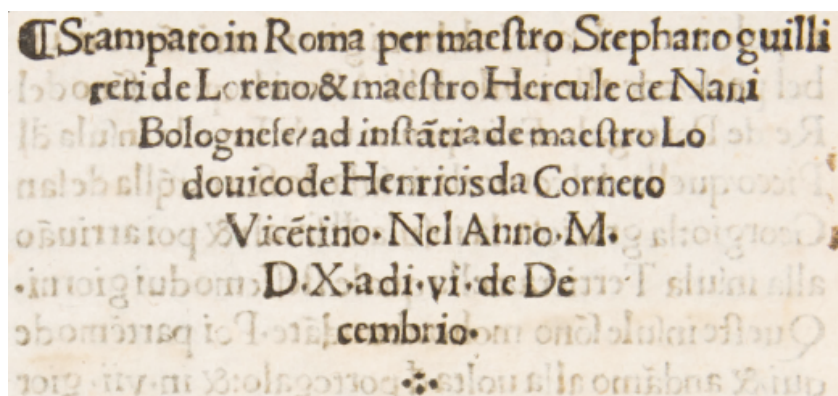 ¶Stampato in Roma per maestro Stephano guilli
reti de Loreno/& maestro Hercule de Nani
Bolognese/ad instãtia de maestro Lo
douico de Henricis da Corneto
Vicẽtino. Nel Anno. M.
D.X.a di.vi.de De
cembrio.